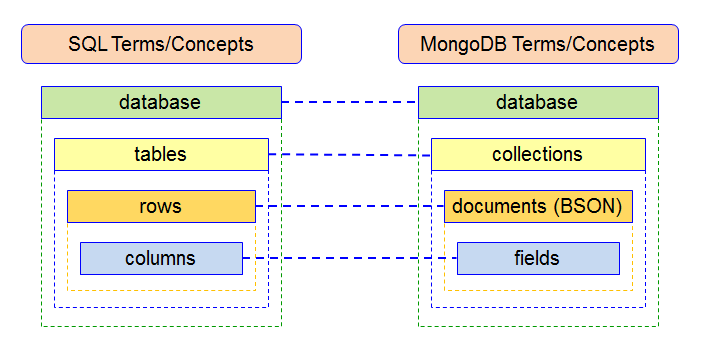 SQL Terms/Concepts
MongoDB Terms/Concepts
database
database
tables
collections
rows
documents (BSON)
columns
fields